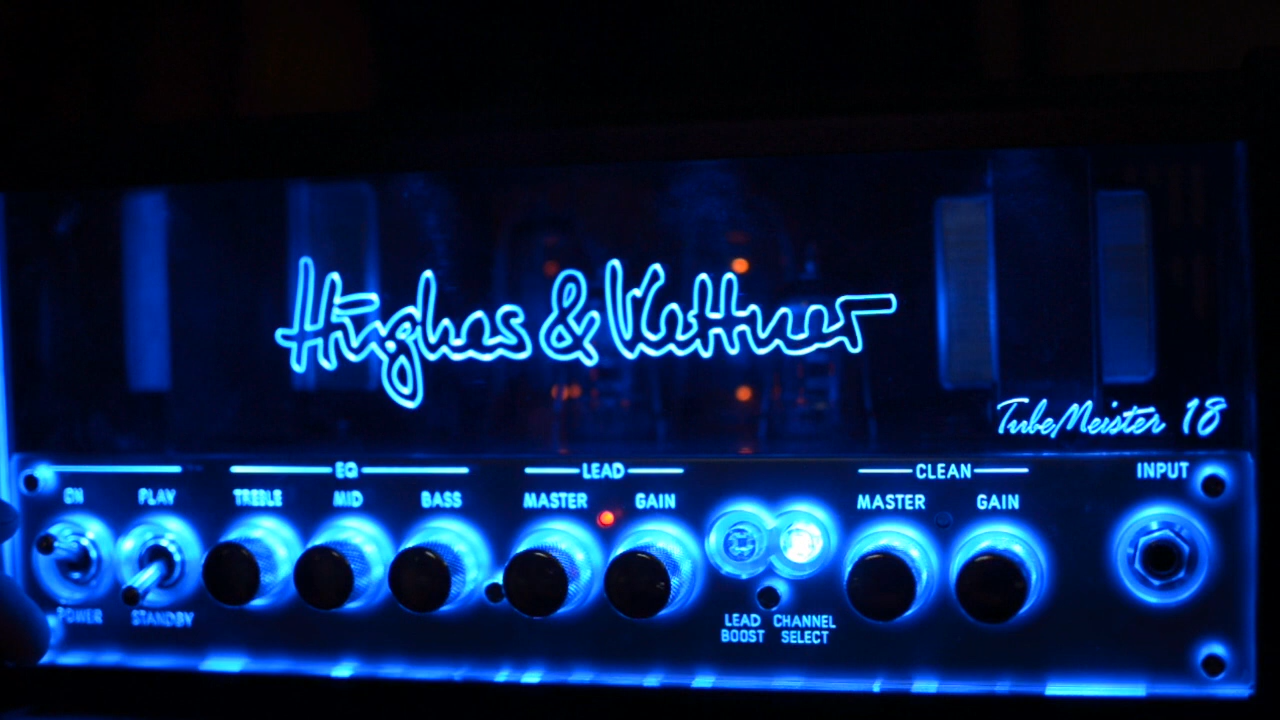 Hughes & Kettner
TubeMeister 18
EQ LEAD CLEAN INPUT
ON PLAY TREBLE MID BASS MASTER GAIN MASTER GAIN
POWER STANDBY LEAD CHANNEL
BOOST SELECT